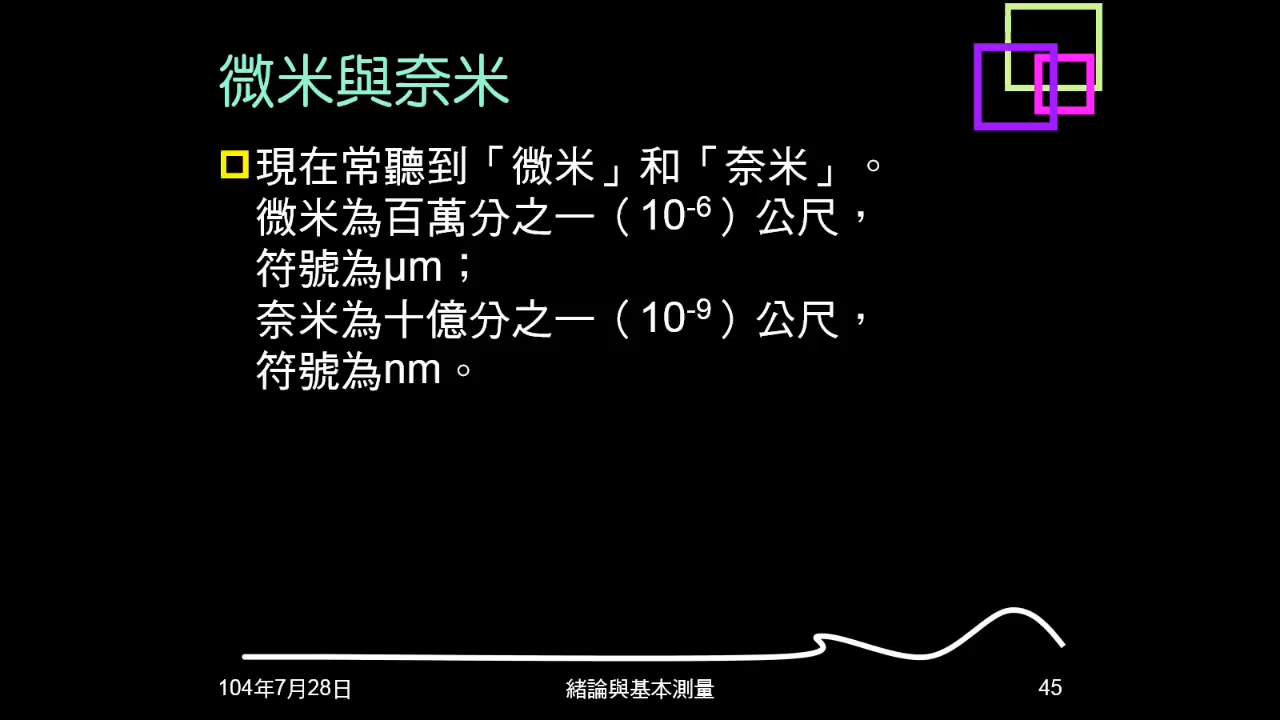 微米與奈米
現在常聽到「微米」和「奈米」。
微米為百萬分之一（10⁻⁶）公尺，
符號為μm；
奈米為十億分之一（10⁻⁹）公尺，
符號為nm。
104年7月28日
緒論與基本測量
45